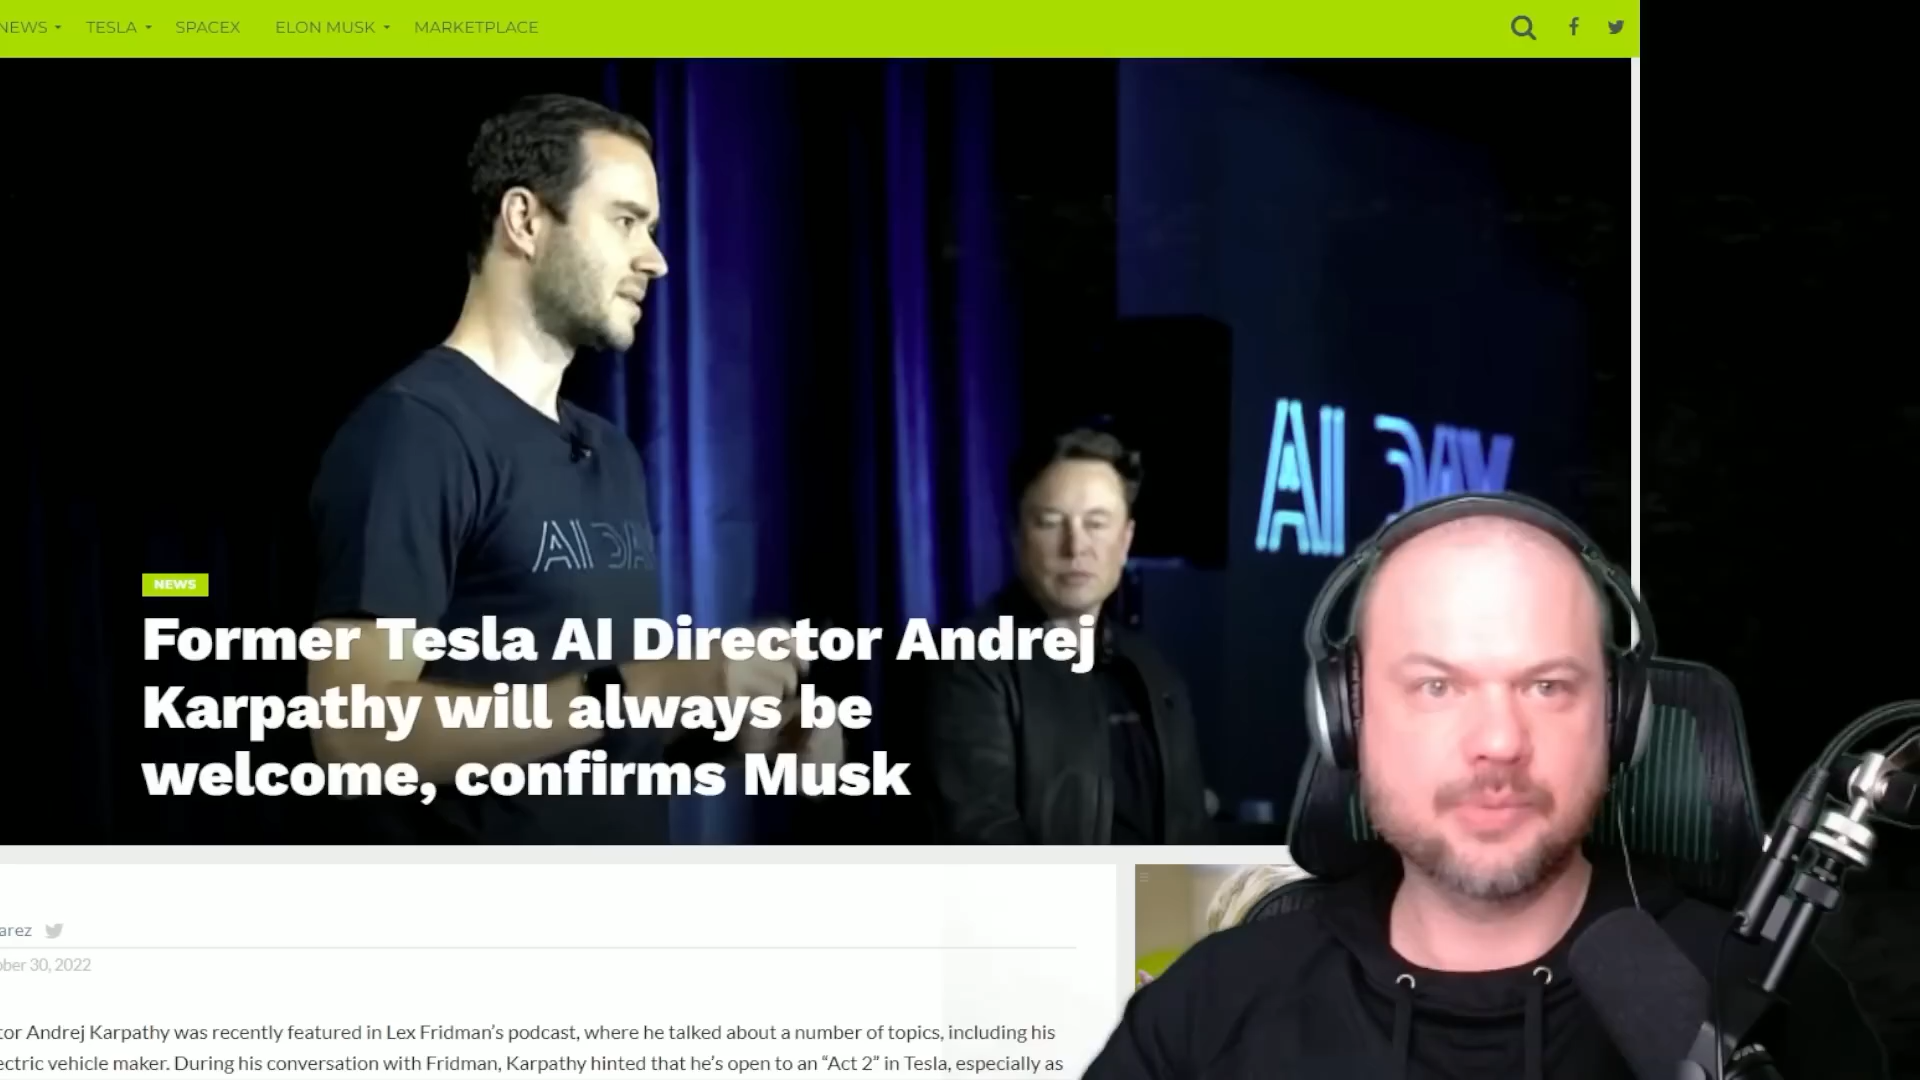 NEWS TESLA SPACEX ELON MUSK MARKETPLACE
AI DAY
AI DAY
NEWS
Former Tesla AI Director Andrej
Karpathy will always be
welcome, confirms Musk
arez
ober 30, 2022
tor Andrej Karpathy was recently featured in Lex Fridman’s podcast, where he talked about a number of topics, including his
ectric vehicle maker. During his conversation with Fridman, Karpathy hinted that he’s open to an “Act 2” in Tesla, especially as